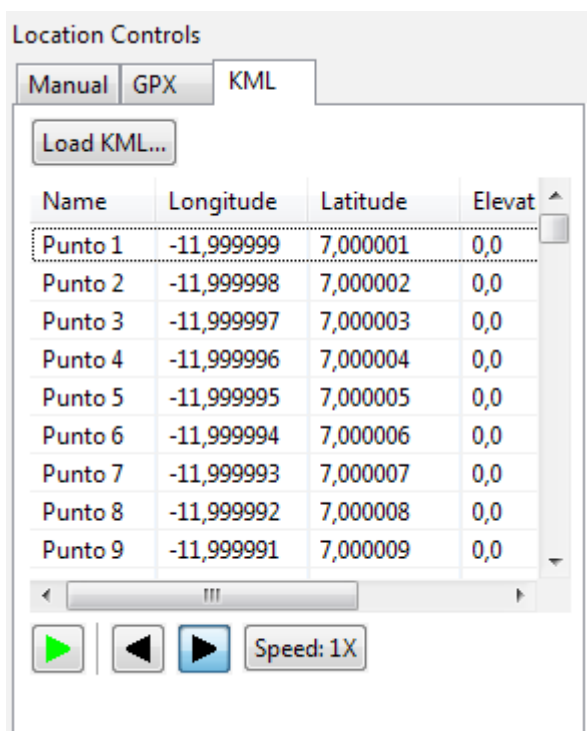 Location Controls
Manual GPX KML
Load KML...
Name Longitude Latitude Elevat
Punto 1 -11,999999 7,000001 0,0
Punto 2 -11,999998 7,000002 0,0
Punto 3 -11,999997 7,000003 0,0
Punto 4 -11,999996 7,000004 0,0
Punto 5 -11,999995 7,000005 0,0
Punto 6 -11,999994 7,000006 0,0
Punto 7 -11,999993 7,000007 0,0
Punto 8 -11,999992 7,000008 0,0
Punto 9 -11,999991 7,000009 0,0
Speed: 1X